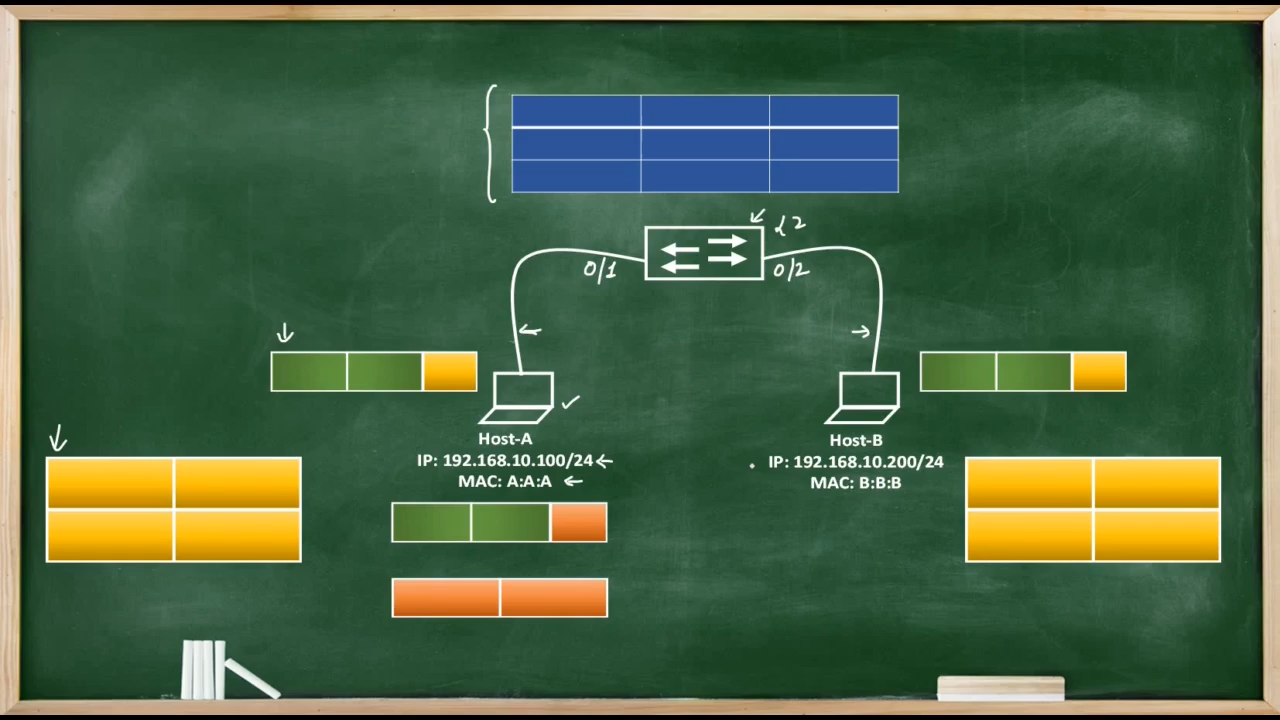 L2
0/1
0/2
Host-A
IP: 192.168.10.100/24
MAC: A:A:A
Host-B
IP: 192.168.10.200/24
MAC: B:B:B